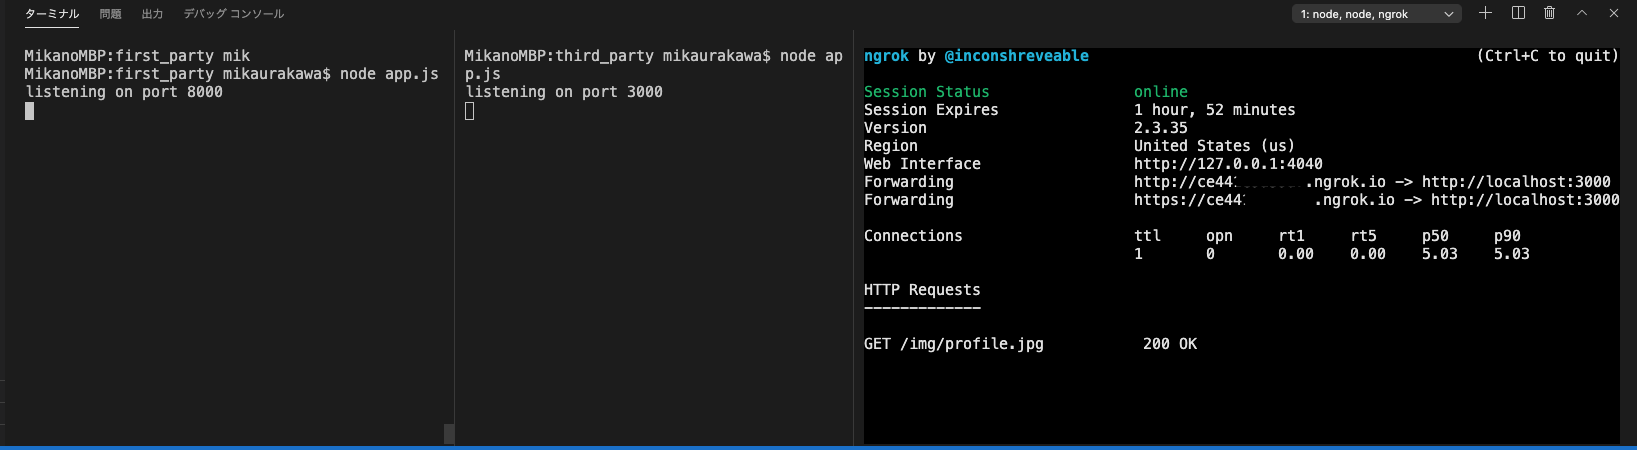 ターミナル 問題 出力 デバッグ コンソール 1: node, node, ngrok
MikanoMBP:first_party mik
MikanoMBP:first_party mikaurakawa$ node app.js
listening on port 8000
MikanoMBP:third_party mikaurakawa$ node ap
p.js
listening on port 3000
ngrok by @inconshreveable (Ctrl+C to quit)
Session Status online
Session Expires 1 hour, 52 minutes
Version 2.3.35
Region United States (us)
Web Interface http://127.0.0.1:4040
Forwarding http://ce441 .ngrok.io -> http://localhost:3000
Forwarding https://ce441 .ngrok.io -> http://localhost:3000
Connections ttl opn rt1 rt5 p50 p90
1 0 0.00 0.00 5.03 5.03
HTTP Requests
-------------
GET /img/profile.jpg 200 OK